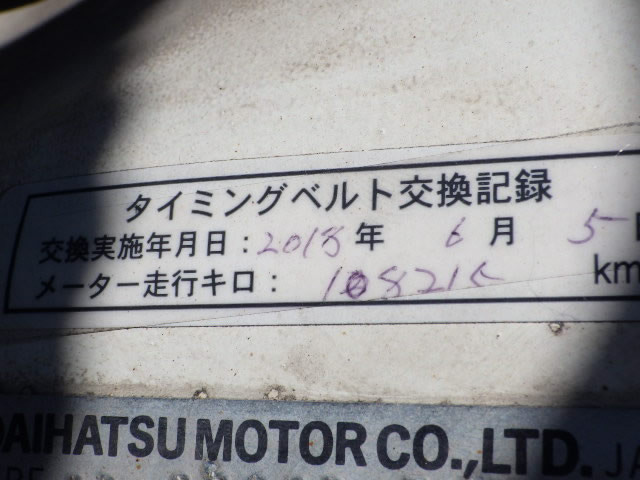 タイミングベルト交換記録
交換実施年月日:2018年 6月 5
メーター走行キロ: km
DAIHATSU MOTOR CO.,LTD. JA